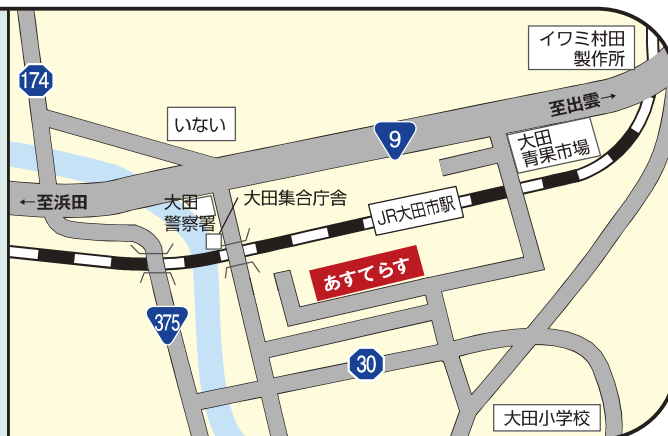 イワミ村田
製作所
174
至出雲→
いない
9
大田
青果市場
←至浜田
大田
警察署
大田集合庁舎
JR大田市駅
あすてらす
375
30
大田小学校